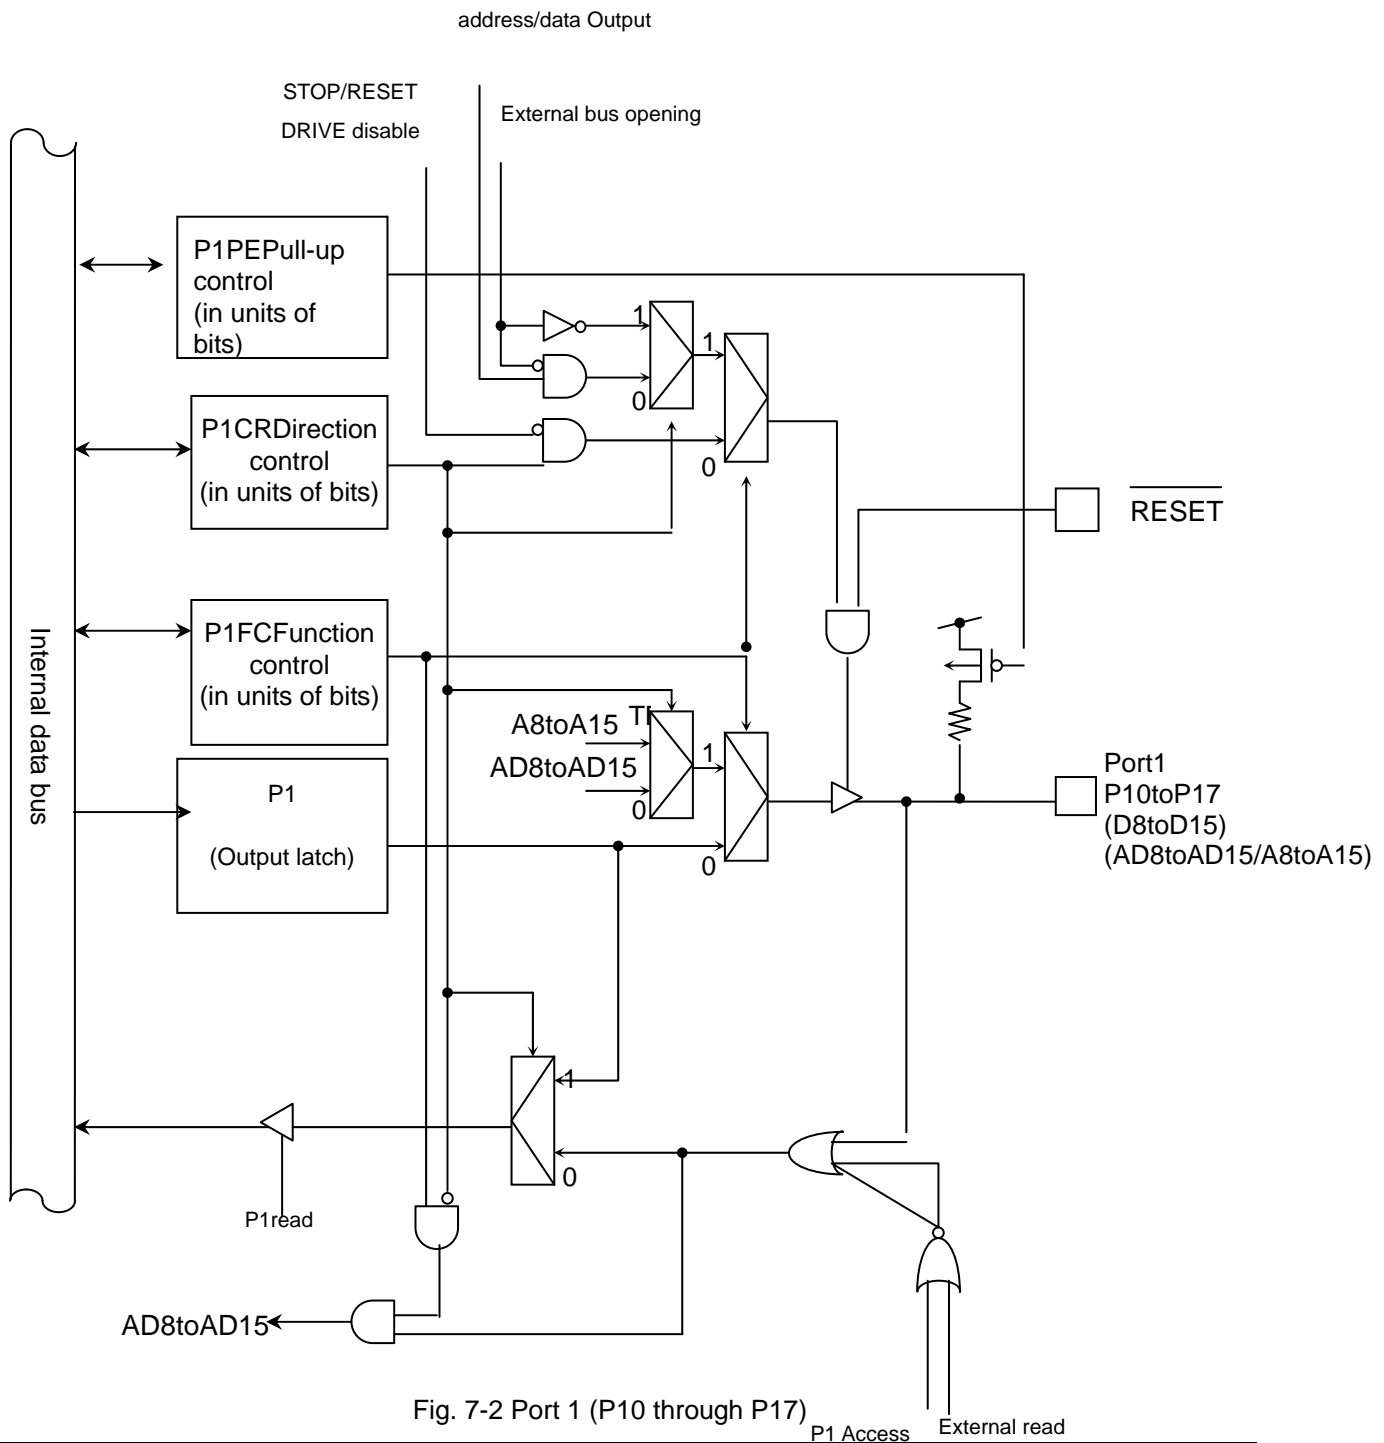 address/data Output
STOP/RESET
DRIVE disable
External bus opening
P1PEPull-up
control
(in units of
bits)
1
1
0
P1CRDirection
control
(in units of bits)
0
RESET
Internal data bus
P1FCFunction
control
(in units of bits)
A8toA15
AD8toAD15
1
0
0
P1
(Output latch)
Port1
P10toP17
(D8toD15)
(AD8toAD15/A8toA15)
1
0
P1read
AD8toAD15
Fig. 7-2 Port 1 (P10 through P17)
P1 Access
External read